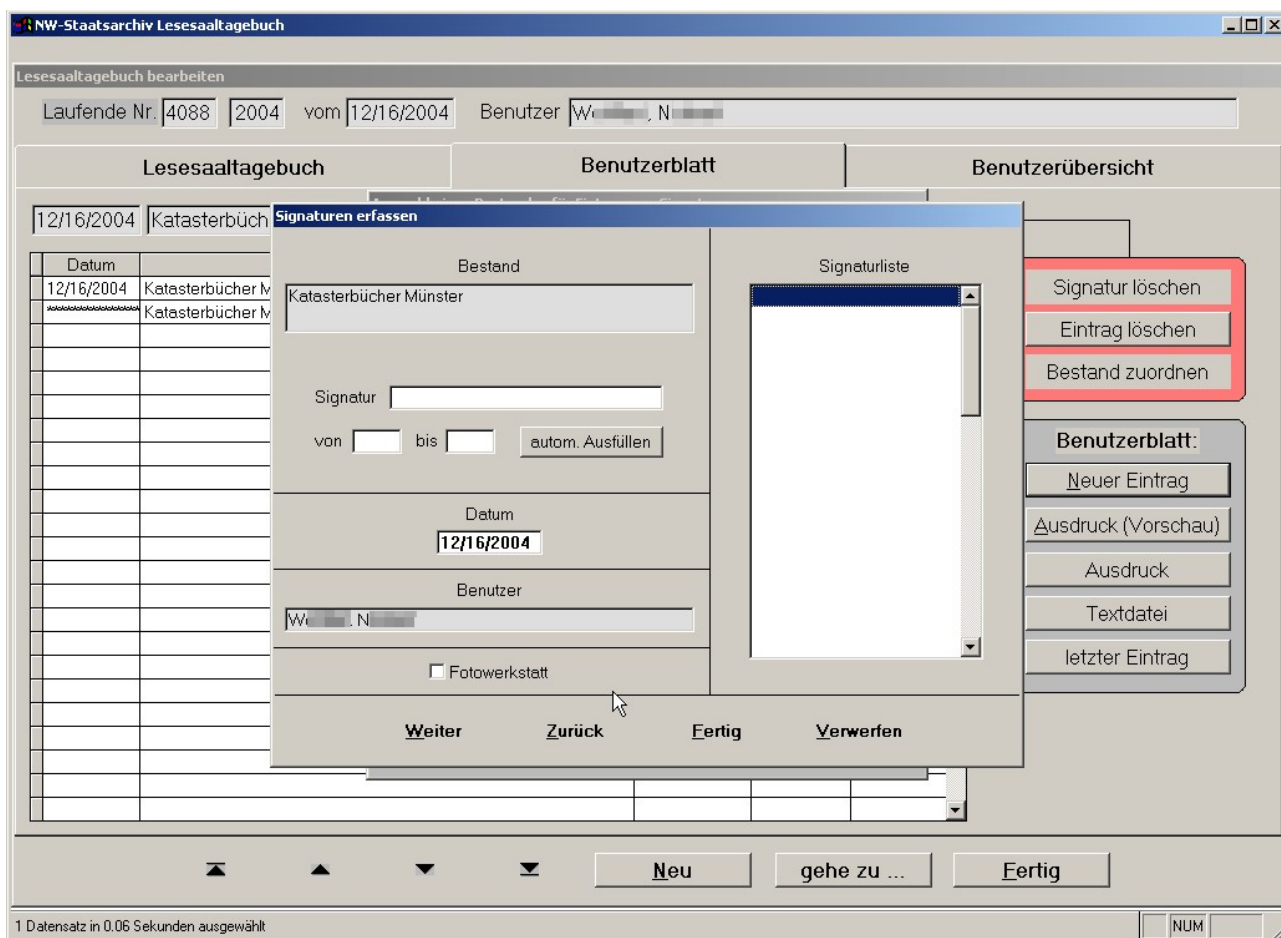 NW-Staatsarchiv Lesesaaltagebuch
Lesesaaltagebuch bearbeiten
Laufende Nr. 4088 2004 vom 12/16/2004 Benutzer
Lesesaaltagebuch Benutzerblatt Benutzerübersicht
12/16/2004 Katasterbüch
Signaturen erfassen
Datum
12/16/2004 Katasterbücher M
************** Katasterbücher M
Bestand
Katasterbücher Münster
Signatur
von bis autom. Ausfüllen
Datum
12/16/2004
Benutzer
Fotowerkstatt
Weiter Zurück Fertig Verwerfen
Signaturliste
Signatur löschen
Eintrag löschen
Bestand zuordnen
Benutzerblatt:
Neuer Eintrag
Ausdruck (Vorschau)
Ausdruck
Textdatei
letzter Eintrag
Neu gehe zu ... Fertig
1 Datensatz in 0.06 Sekunden ausgewählt NUM